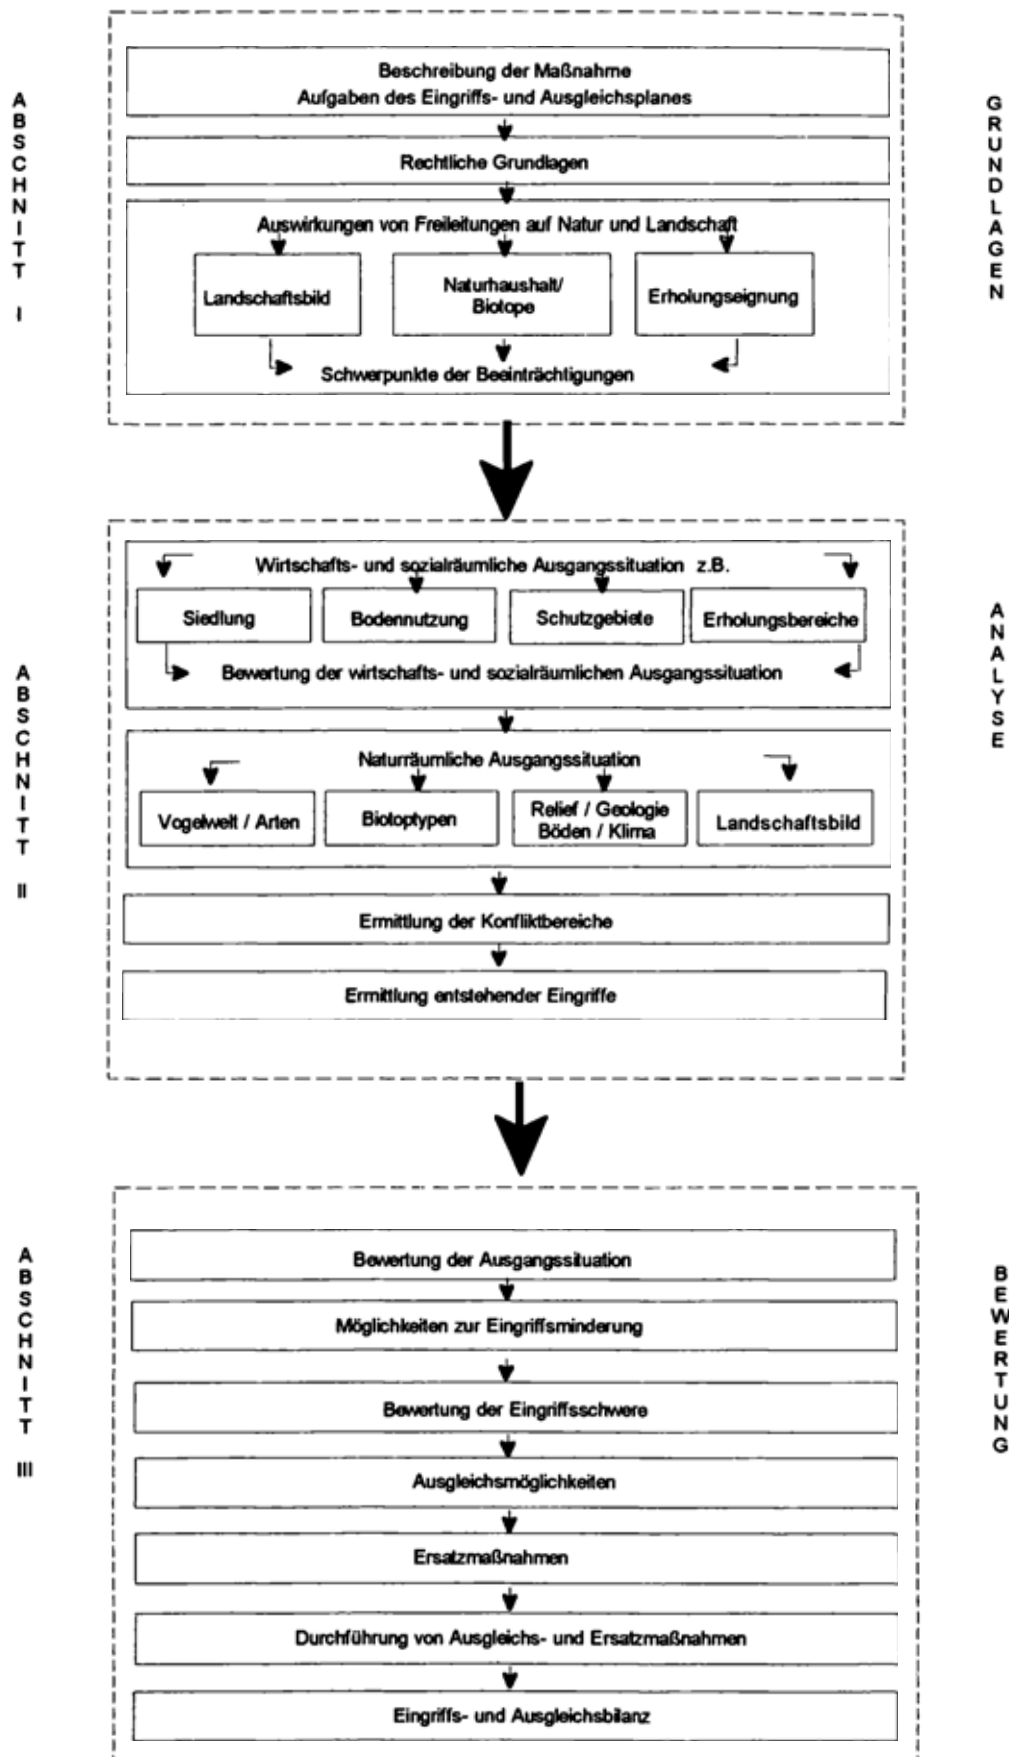 ABSCHNITT I
GRUNDLAGEN
Beschreibung der Maßnahme
Aufgaben des Eingriffs- und Ausgleichsplanes
Rechtliche Grundlagen
Auswirkungen von Freileitungen auf Natur und Landschaft
Landschaftsbild
Naturhaushalt/
Biotope
Erholungseignung
Schwerpunkte der Beeinträchtigungen
ABSCHNITT II
ANALYSE
Wirtschafts- und sozialräumliche Ausgangssituation z.B.
Siedlung
Bodennutzung
Schutzgebiete
Erholungsbereiche
Bewertung der wirtschafts- und sozialräumlichen Ausgangssituation
Naturräumliche Ausgangssituation
Vogelwelt / Arten
Biotoptypen
Relief / Geologie
Böden / Klima
Landschaftsbild
Ermittlung der Konfliktbereiche
Ermittlung entstehender Eingriffe
ABSCHNITT III
BEWERTUNG
Bewertung der Ausgangssituation
Möglichkeiten zur Eingriffsminderung
Bewertung der Eingriffsschwere
Ausgleichsmöglichkeiten
Ersatzmaßnahmen
Durchführung von Ausgleichs- und Ersatzmaßnahmen
Eingriffs- und Ausgleichsbilanz